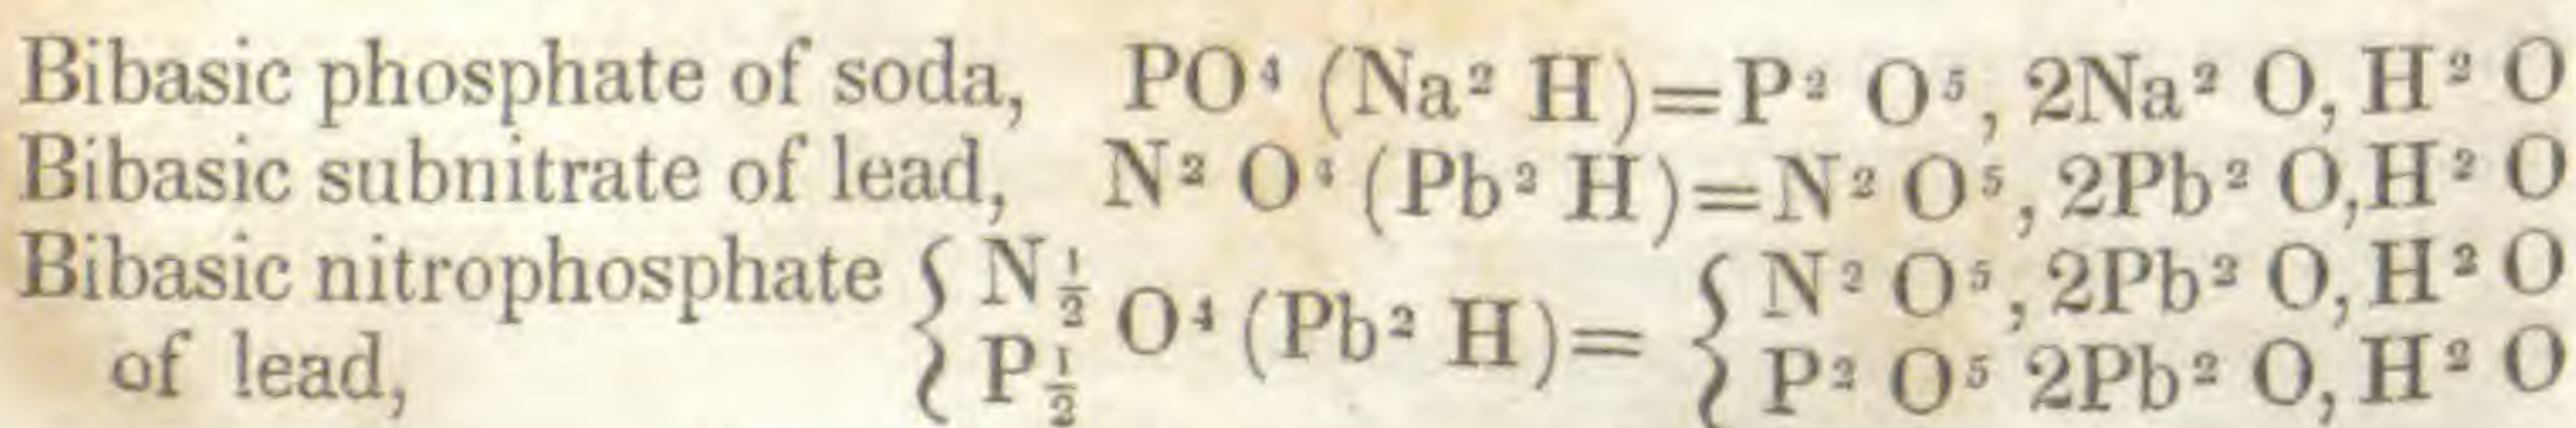 Bibasic phosphate of soda, PO⁴ (Na² H)=P² O⁵, 2Na² O, H² O
Bibasic subnitrate of lead, N² O⁴ (Pb² H)=N² O⁵, 2Pb² O, H² O
Bibasic nitrophosphate { N½ O⁴ (Pb² H)= { N² O⁵, 2Pb² O, H² O
of lead, { P½ { P² O⁵ 2Pb² O, H² O